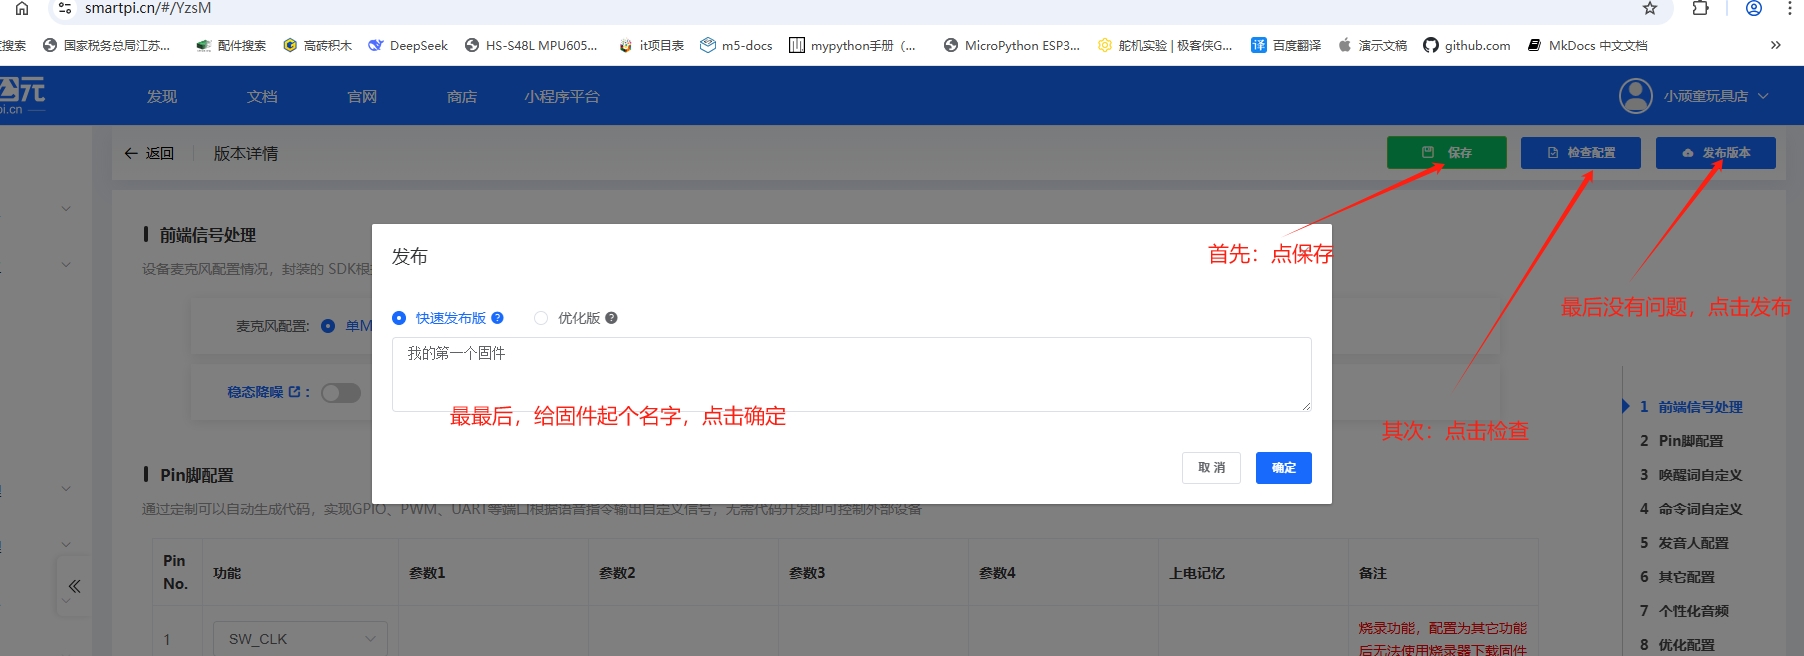 smartpi.cn/#/YzsM
搜索 国家税务总局江苏... 配件搜索 高砖积木 DeepSeek HS-S48L MPU605... it项目表 m5-docs mypython手册 (... MicroPython ESP3... 舵机实验 | 极客侠G... 百度翻译 演示文稿 github.com MkDocs 中文文档
公元
pi.cn
发现 文档 官网 商店 小程序平台 小顽童玩具店
返回 版本详情 保存 检查配置 发布版本
前端信号处理
设备麦克风配置情况，封装的 SDK根
麦克风配置: 单M
稳态降噪 :
发布
首先：点保存
快速发布版 优化版
我的第一个固件
最最后，给固件起个名字，点击确定
取消 确定
最后没有问题，点击发布
其次：点击检查
1 前端信号处理
2 Pin脚配置
3 唤醒词自定义
4 命令词自定义
5 发音人配置
6 其它配置
7 个性化音频
8 优化配置
Pin脚配置
通过定制可以自动生成代码，实现GPIO、PWM、UART等端口根据语音指令输出自定义信号，无需代码开发即可控制外部设备
Pin No. 功能 参数1 参数2 参数3 参数4 上电记忆 备注
1 SW_CLK
烧录功能，配置为其它功能
后无法使用烧录器下载固件